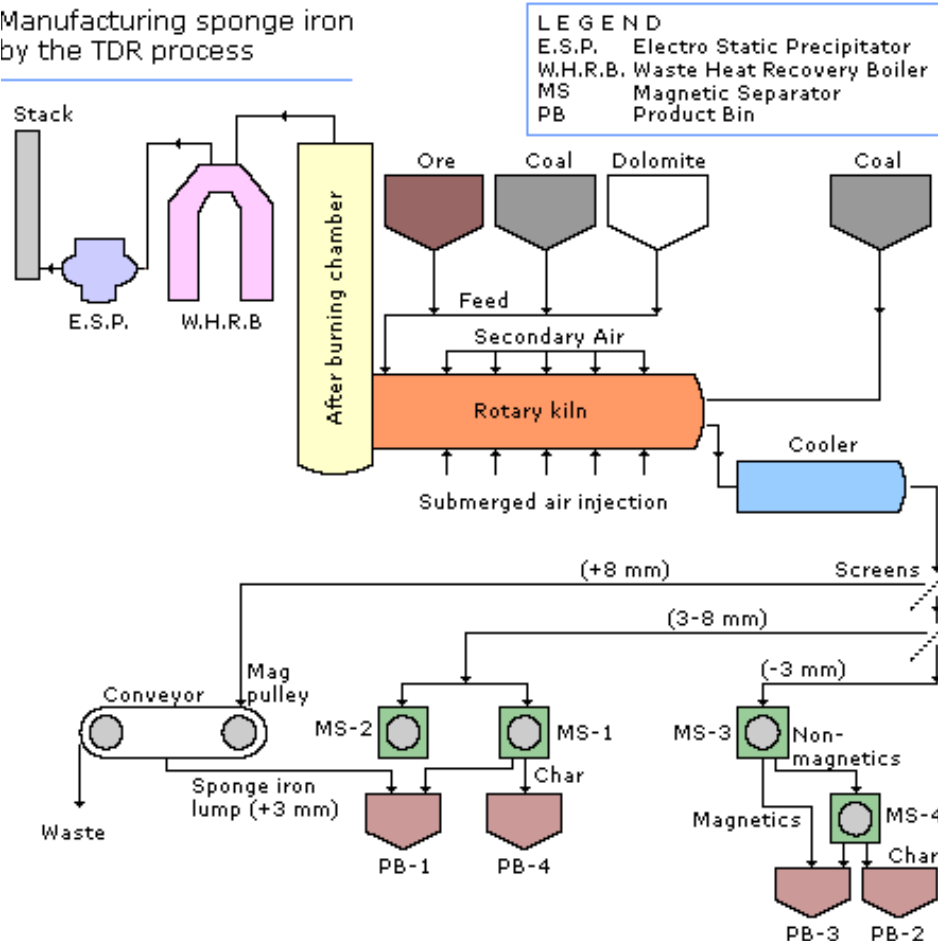 Manufacturing sponge iron
by the TDR process
L E G E N D
E.S.P. Electro Static Precipitator
W.H.R.B. Waste Heat Recovery Boiler
MS Magnetic Separator
PB Product Bin
Stack
E.S.P.
W.H.R.B
After burning chamber
Ore
Coal
Dolomite
Coal
Feed
Secondary Air
Rotary kiln
Submerged air injection
Cooler
Screens
(+8 mm)
(3-8 mm)
(-3 mm)
Conveyor
Mag
pulley
Waste
Sponge iron
lump (+3 mm)
MS-2
MS-1
Char
PB-1
PB-4
MS-3
Non-
magnetics
Magnetics
MS-4
Char
PB-3
PB-2